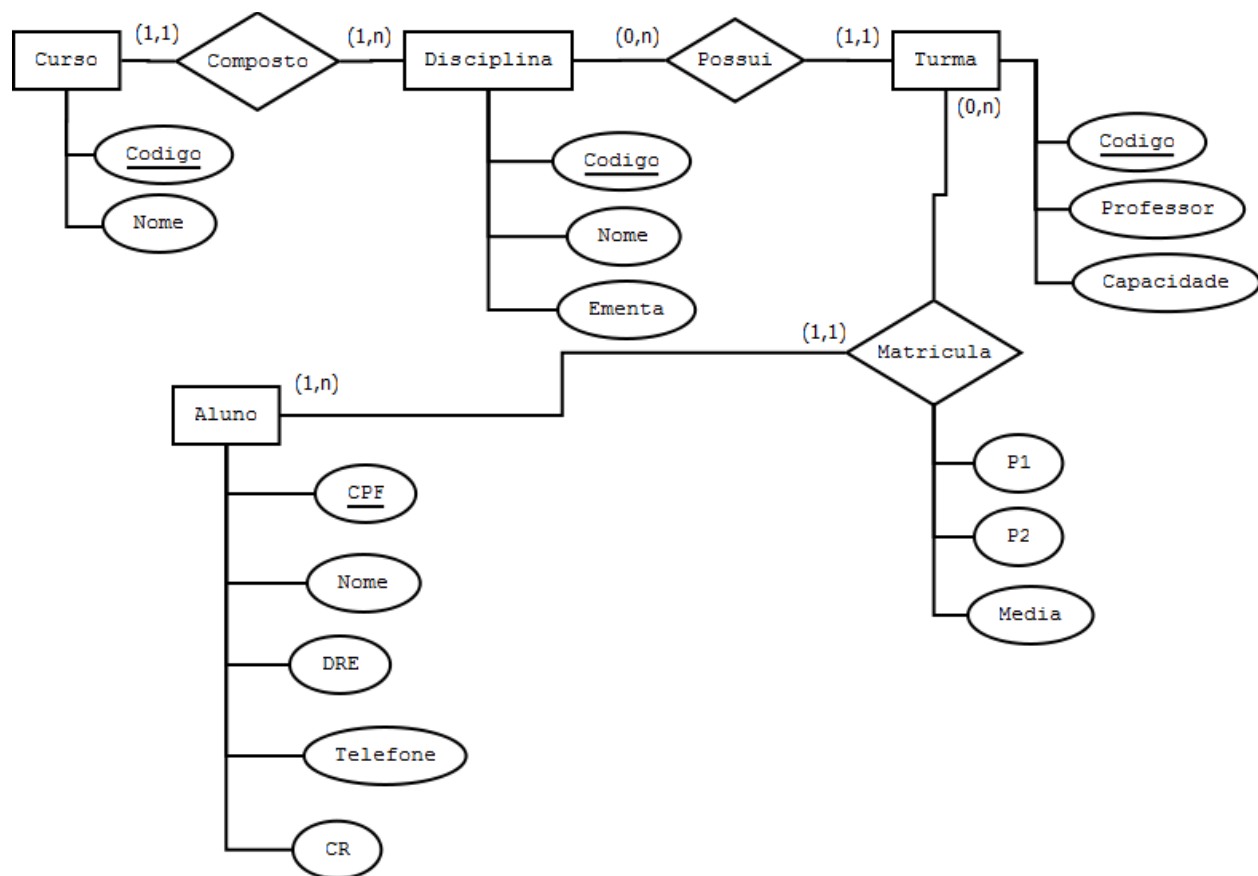 (1,1)
(1,n)
(0,n)
(1,1)
Curso
Composto
Disciplina
Possui
Turma
(0,n)
Codigo
Nome
Codigo
Nome
Ementa
Codigo
Professor
Capacidade
(1,1)
Matricula
(1,n)
Aluno
CPF
Nome
DRE
Telefone
CR
P1
P2
Media